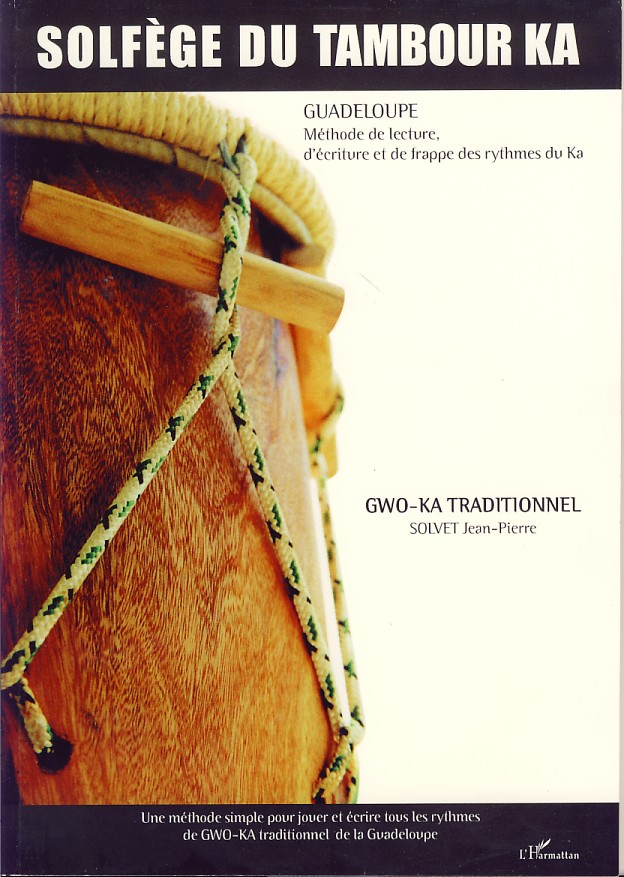 SOLFÈGE DU TAMBOUR KA
GUADELOUPE
Méthode de lecture,
d'écriture et de frappe des rythmes du Ka
GWO-KA TRADITIONNEL
SOLVET Jean-Pierre
Une méthode simple pour jouer et écrire tous les rythmes
de GWO-KA traditionnel de la Guadeloupe
L'Harmattan